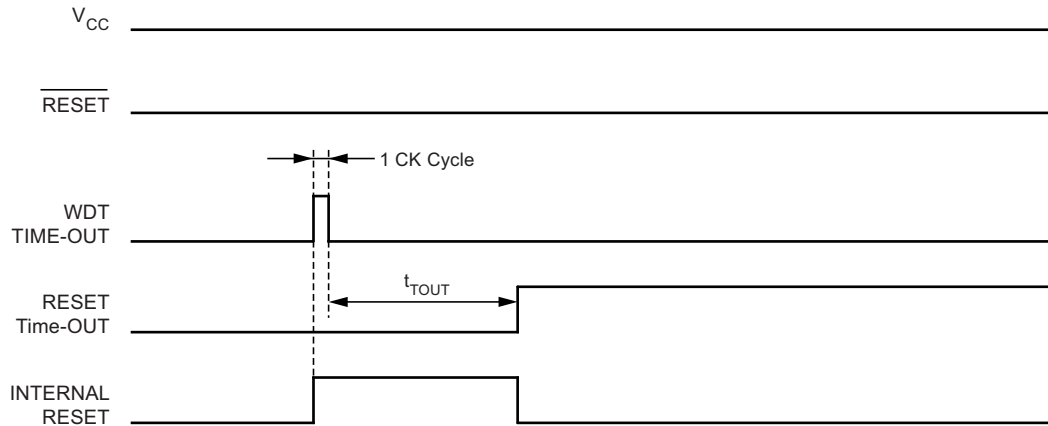 VCC
RESET
1 CK Cycle
WDT
TIME-OUT
tTOUT
RESET
Time-OUT
INTERNAL
RESET